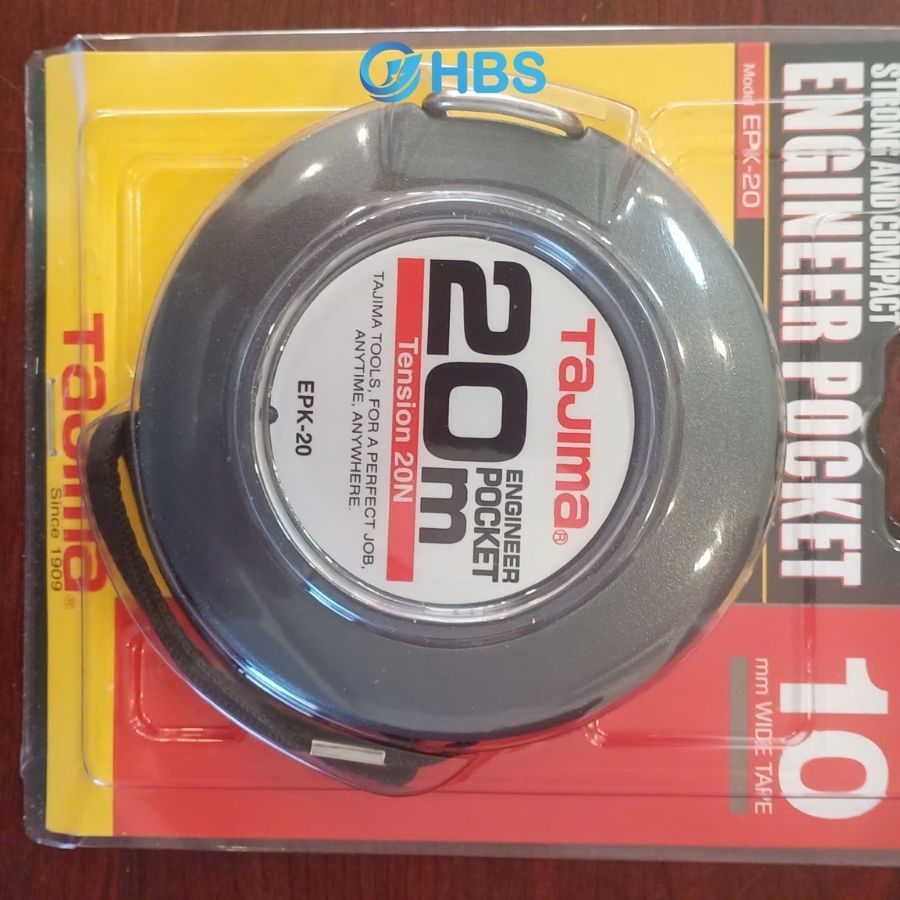 HBS
STRONG AND COMPACT
ENGINEER POCKET
Model EPK-20
10
mm WIDE TAPE
TaJIma®
20m
ENGINEER
POCKET
Tension 20N
TAJIMA TOOLS, FOR A PERFECT JOB,
ANYTIME, ANYWHERE.
EPK-20
TaJIma®
Since 1909